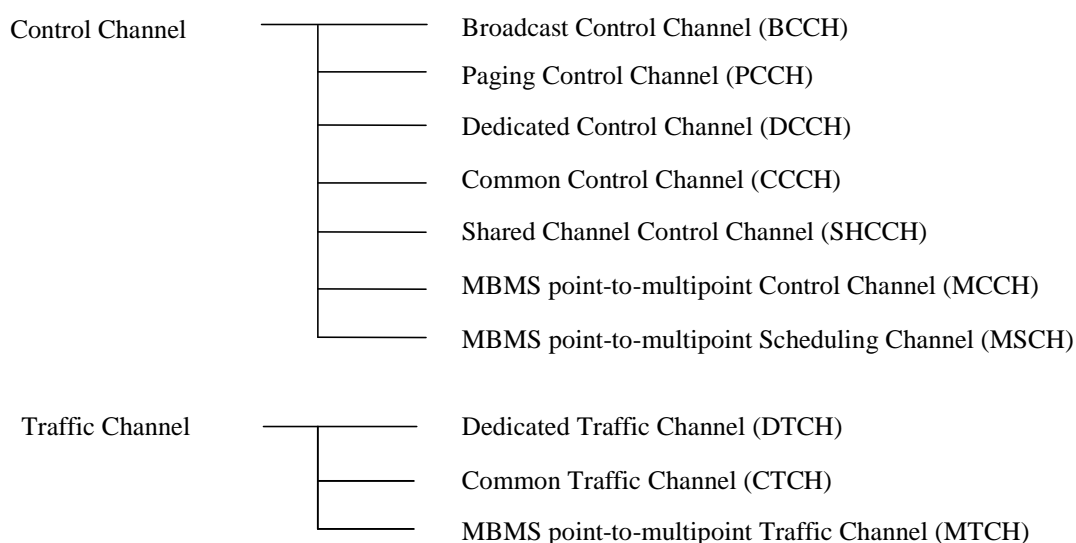 Control Channel
Broadcast Control Channel (BCCH)
Paging Control Channel (PCCH)
Dedicated Control Channel (DCCH)
Common Control Channel (CCCH)
Shared Channel Control Channel (SHCCH)
MBMS point-to-multipoint Control Channel (MCCH)
MBMS point-to-multipoint Scheduling Channel (MSCH)
Traffic Channel
Dedicated Traffic Channel (DTCH)
Common Traffic Channel (CTCH)
MBMS point-to-multipoint Traffic Channel (MTCH)